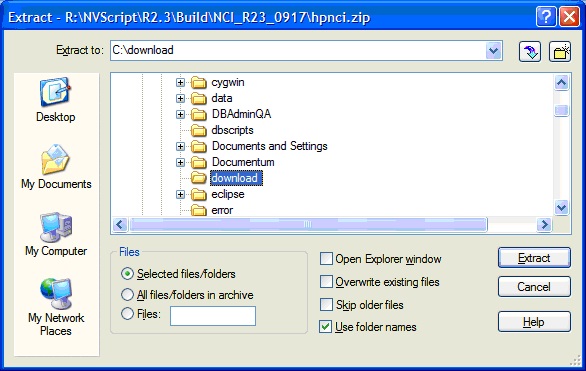 Extract - R:\NVScript\R2.3\Build\NCI_R23_0917\hpnci.zip
Extract to: C:\download
Desktop
My Documents
My Computer
My Network
Places
cygwin
data
DBAdminQA
dbscripts
Documents and Settings
Documentum
download
eclipse
error
Files
Selected files/folders
All files/folders in archive
Files:
Open Explorer window
Overwrite existing files
Skip older files
Use folder names
Extract
Cancel
Help